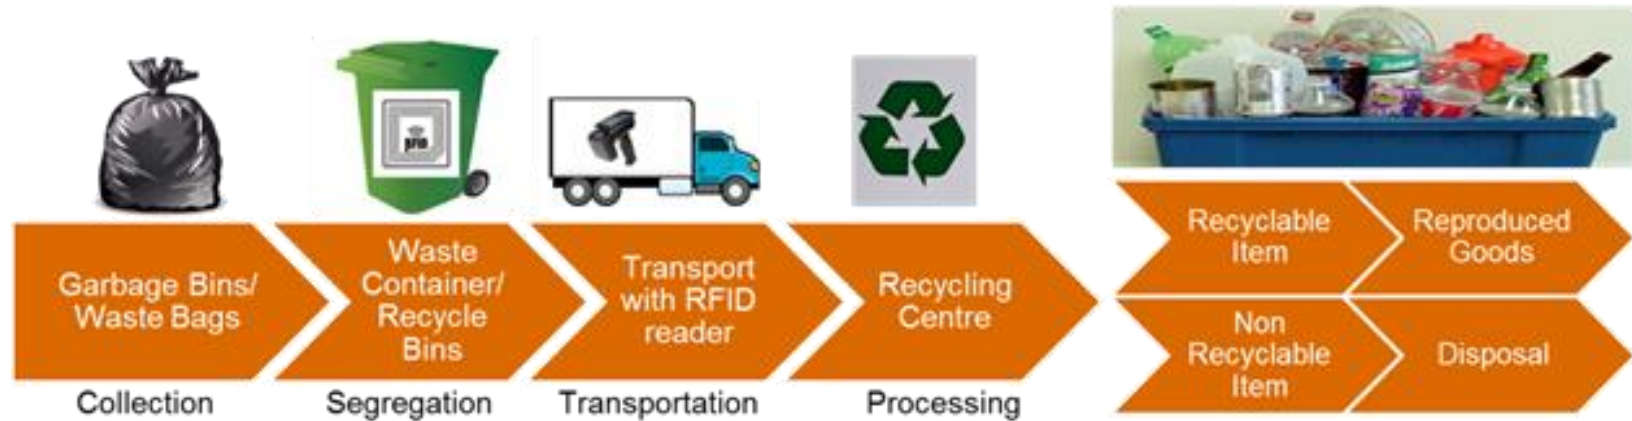 RFID
Garbage Bins/
Waste Bags
Waste
Container/
Recycle
Bins
Transport
with RFID
reader
Recycling
Centre
Recyclable
Item
Reproduced
Goods
Non
Recyclable
Item
Disposal
Collection
Segregation
Transportation
Processing